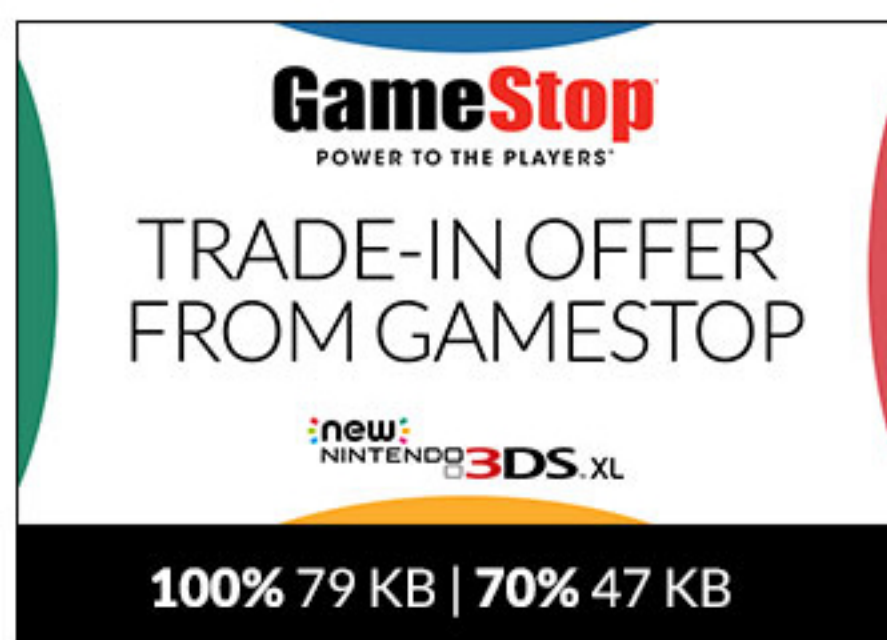 GameStop
POWER TO THE PLAYERS™
TRADE-IN OFFER
FROM GAMESTOP
new
NINTENDO 3DS XL
100% 79 KB | 70% 47 KB